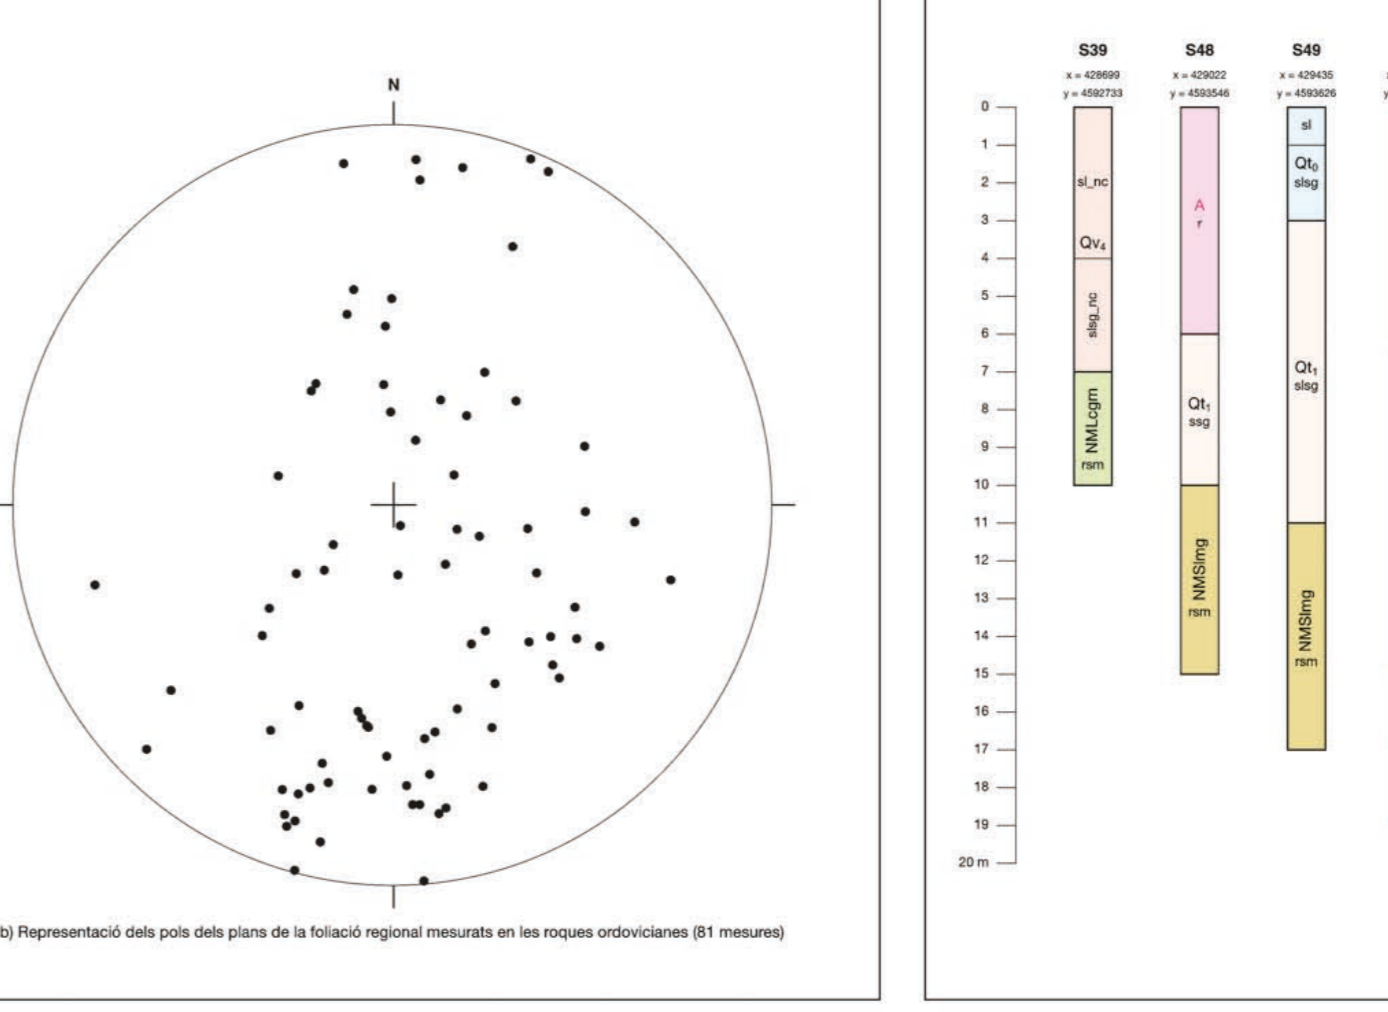 N
b) Representació dels pols dels plans de la foliació regional mesurats en les roques ordovicianes (81 mesures)
S39
x = 428699
y = 4592733
S48
x = 429022
y = 4593546
S49
x = 429435
y = 4593626
0
1
2
3
4
5
6
7
8
9
10
11
12
13
14
15
16
17
18
19
20 m
sl_nc
Qv₄
slsg_nc
NMLcgm
rsm
A
r
Qt₁
ssg
NMSlmg
rsm
sl
Qt₀
slsg
Qt₁
slsg
NMSlmg
rsm